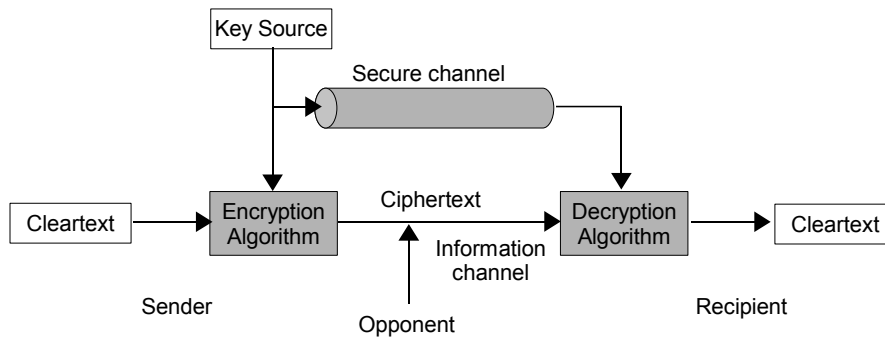 Key Source
Secure channel
Cleartext
Encryption
Algorithm
Ciphertext
Information
channel
Decryption
Algorithm
Cleartext
Sender
Opponent
Recipient